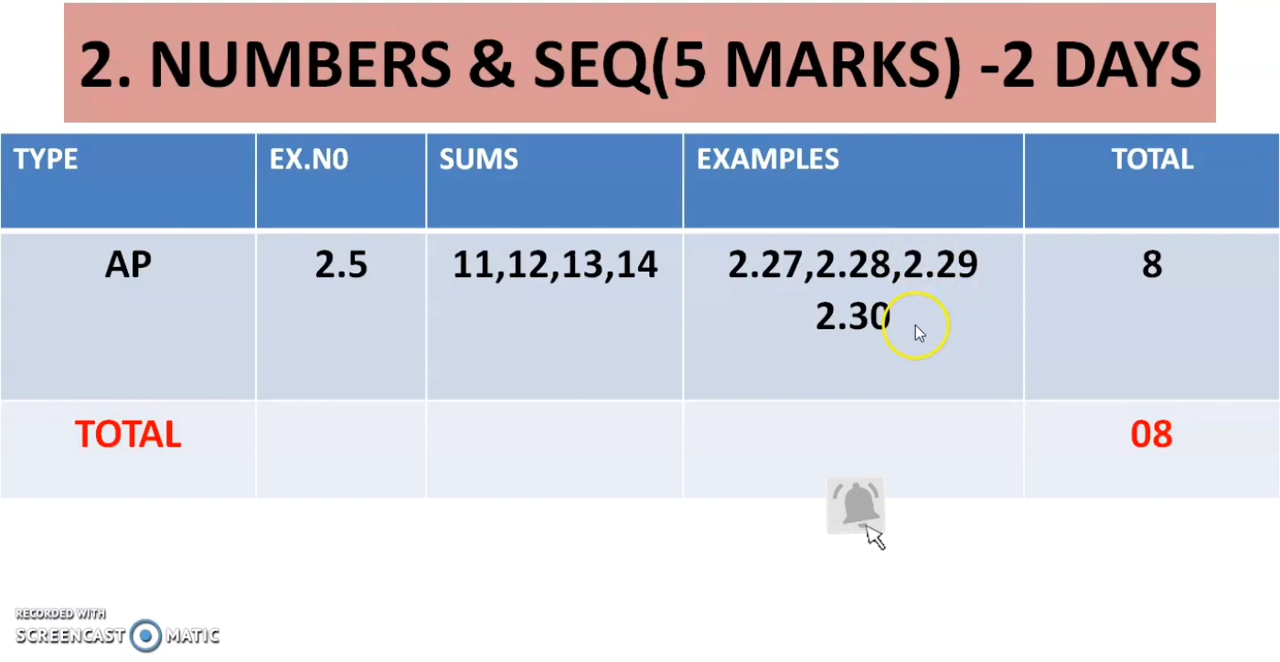 2. NUMBERS & SEQ(5 MARKS) -2 DAYS
TYPE EX.N0 SUMS EXAMPLES TOTAL
AP 2.5 11,12,13,14 2.27,2.28,2.29 8
2.30
TOTAL 08
RECORDED WITH
SCREENCAST MATIC